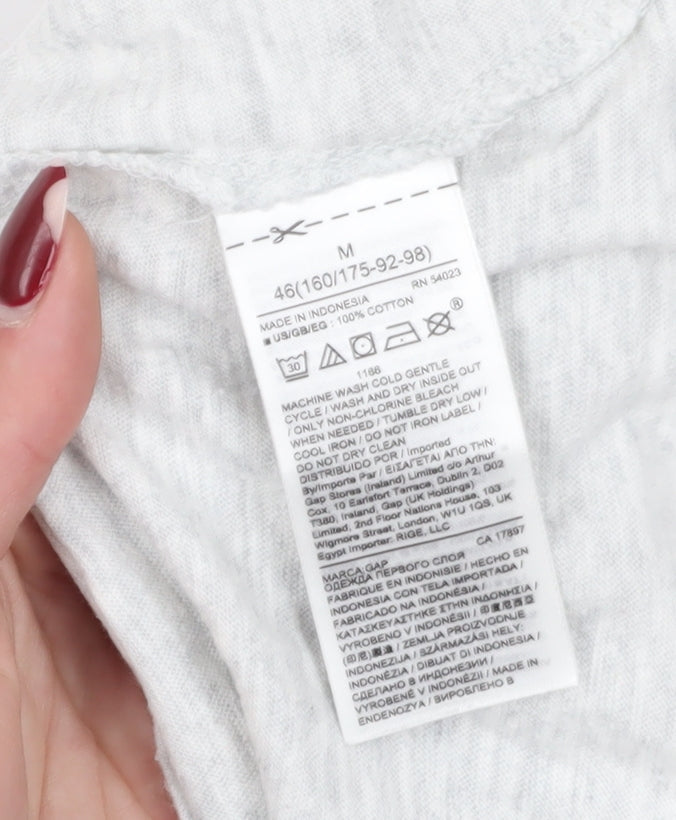 M
46(160/175-92-98)
RN 54023
MADE IN INDONESIA
■ US/GB/EG : 100% COTTON
30
®
1166
MACHINE WASH COLD GENTLE
CYCLE / WASH AND DRY INSIDE OUT
/ ONLY NON-CHLORINE BLEACH
WHEN NEEDED / TUMBLE DRY LOW /
COOL IRON / DO NOT IRON LABEL /
DO NOT DRY CLEAN
DISTRIBUIDO POR / Imported
By/Importe Par / ΕΙΣΑΓΕΤΑΙ ΑΠΟ ΤΗΝ:
Gap Stores (Ireland) Limited c/o Arthur
Cox, 10 Earlsfort Terrace, Dublin 2, D02
T380, Ireland, Gap (UK Holdings)
Limited, 2nd Floor Nations House, 103
Wigmore Street, London, W1U 1QS, UK
Egypt Importer: RIGE, LLC
CA 17897
MARCA GAP
ОДЕЖДА ПЕРВОГО СЛОЯ
FABRIQUE EN INDONISIE / HECHO EN
INDONESIA CON TELA IMPORTADA /
FABRICADO NA INDONÉSIA /
ΚΑΤΑΣΚΕΥΑΣΤΗΚΕ ΣΤΗΝ ΙΝΔΟΝΗΣΙΑ /
VYROBENO V INDONÉSII /
/ ZEMLJA PROIZVODNJE
INDONEZIJA / SZÁRMAZÁSI HELY:
INDONEZIA / DIBUAT DI INDONESIA /
СДЕЛАНО В ИНДОНЕЗИИ /
VYROBENÉ V INDONÉZII / MADE IN
ENDENOZYA / ВИРОБЛЕНО В